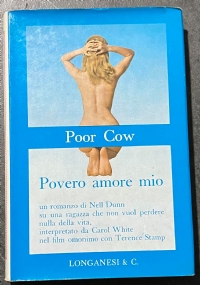 Poor Cow
Povero amore mio
un romanzo di Nell Dunn
su una ragazza che non vuol perdere
nulla della vita,
interpretato da Carol White
nel film omonimo con Terence Stamp
LONGANESI & C.